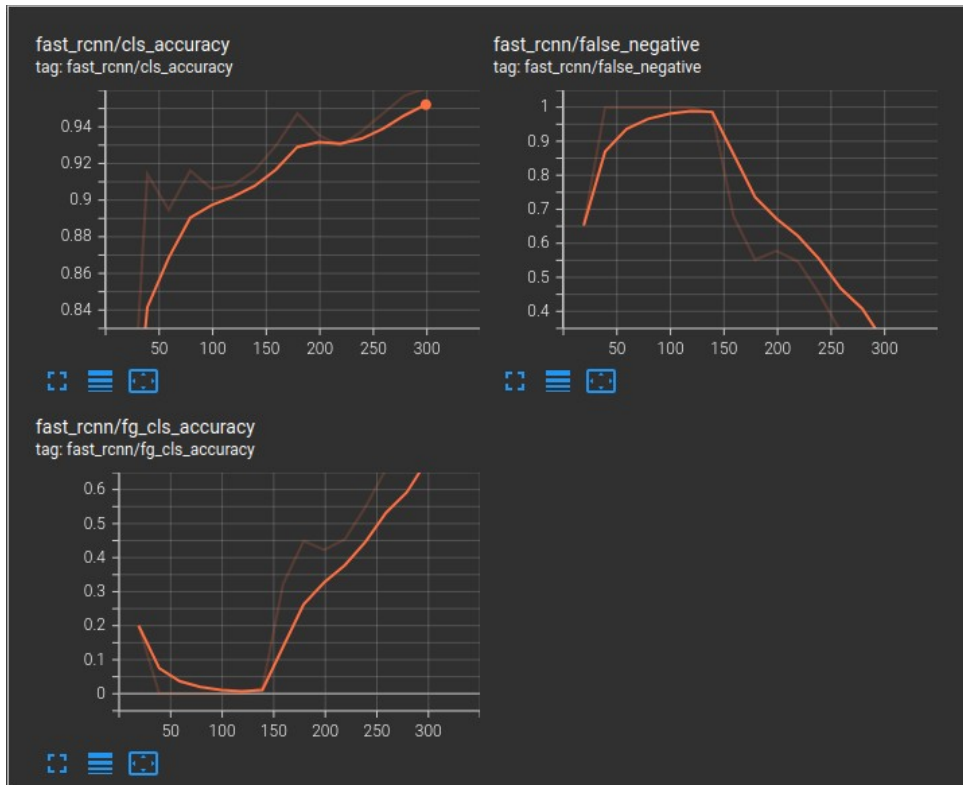 fast_rcnn/cls_accuracy
tag: fast_rcnn/cls_accuracy
0.94
0.92
0.9
0.88
0.86
0.84
50 100 150 200 250 300
fast_rcnn/false_negative
tag: fast_rcnn/false_negative
1
0.9
0.8
0.7
0.6
0.5
0.4
50 100 150 200 250 300
fast_rcnn/fg_cls_accuracy
tag: fast_rcnn/fg_cls_accuracy
0.6
0.5
0.4
0.3
0.2
0.1
0
50 100 150 200 250 300